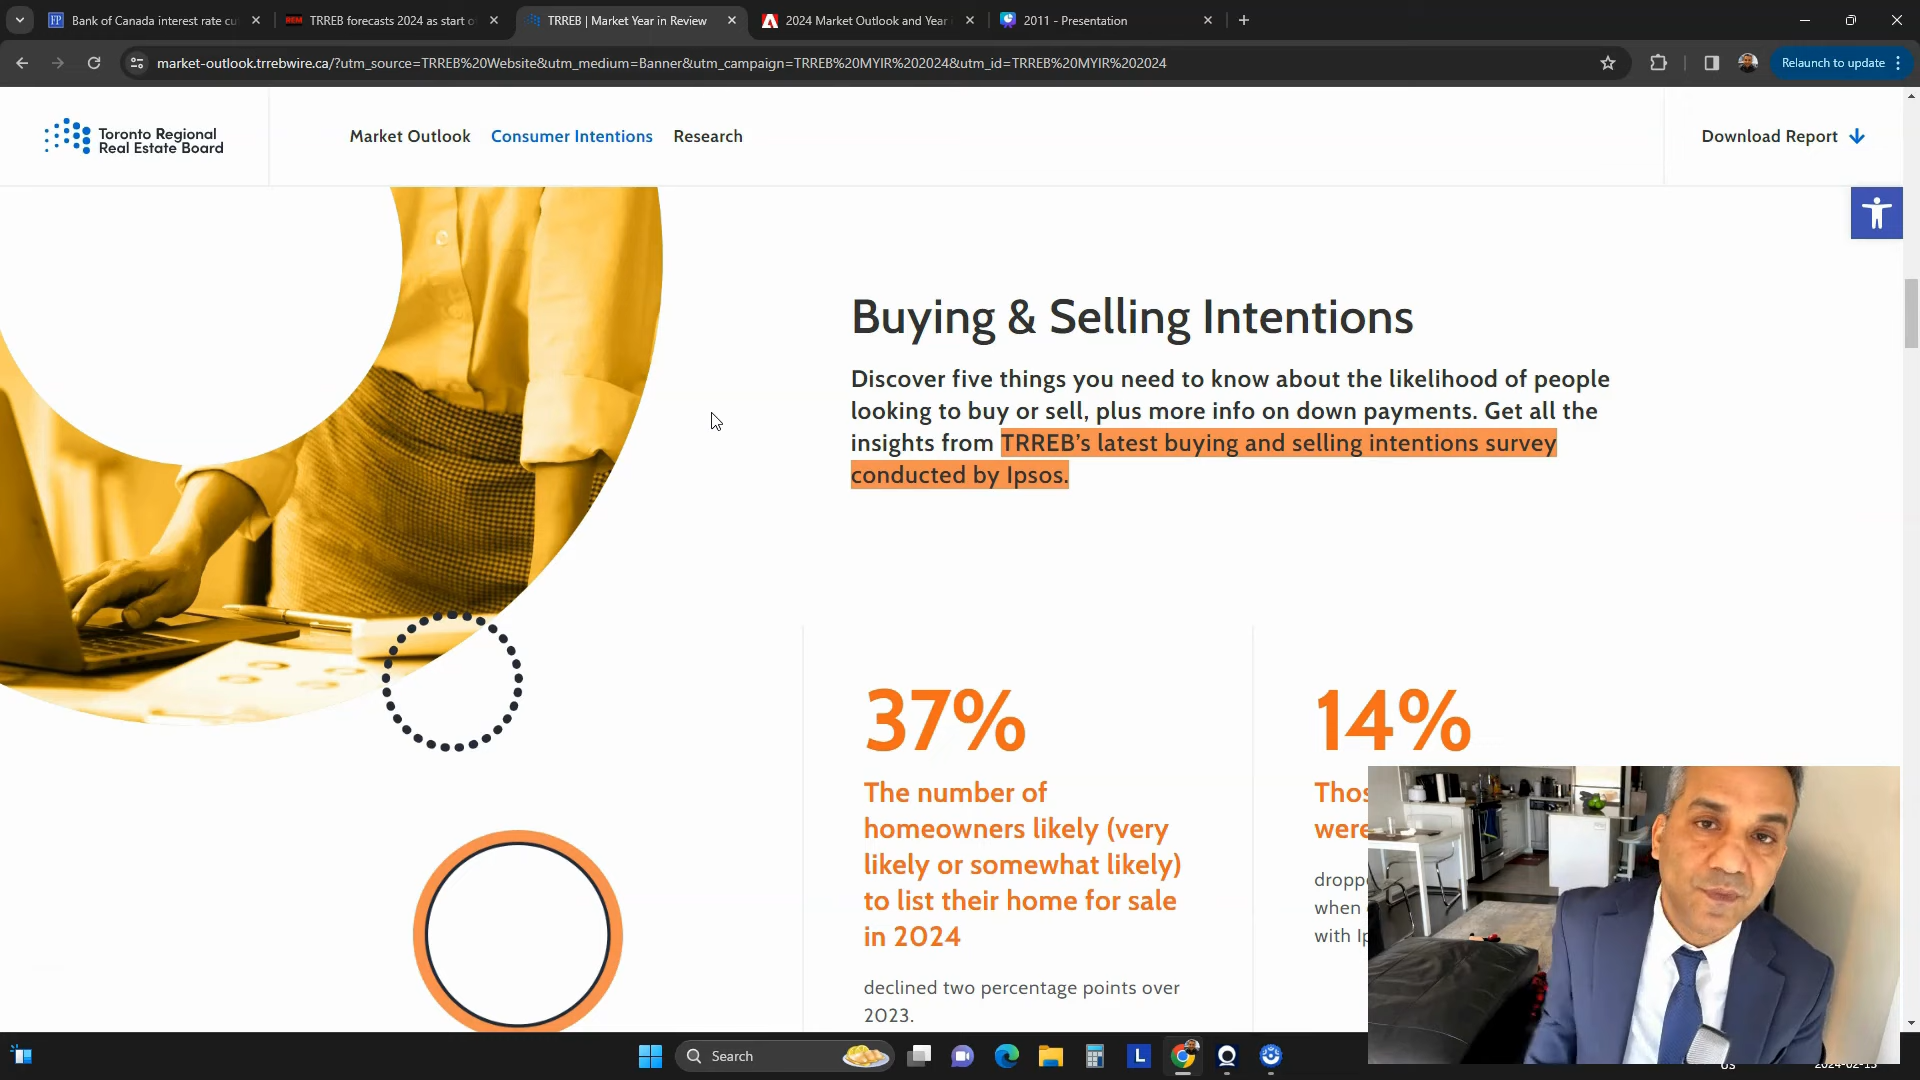 Bank of Canada interest rate cu
TRREB forecasts 2024 as start o
TRREB | Market Year in Review
2024 Market Outlook and Year
2011 - Presentation
market-outlook.trrebwire.ca/?utm_source=TRREB%20Website&utm_medium=Banner&utm_campaign=TRREB%20MYIR%202024&utm_id=TRREB%20MYIR%202024
Relaunch to update
Toronto Regional
Real Estate Board
Market Outlook
Consumer Intentions
Research
Download Report
Buying & Selling Intentions
Discover five things you need to know about the likelihood of people
looking to buy or sell, plus more info on down payments. Get all the
insights from TRREB's latest buying and selling intentions survey
conducted by Ipsos.
37%
The number of
homeowners likely (very
likely or somewhat likely)
to list their home for sale
in 2024
declined two percentage points over
2023.
14%
were
when
with
Search
US